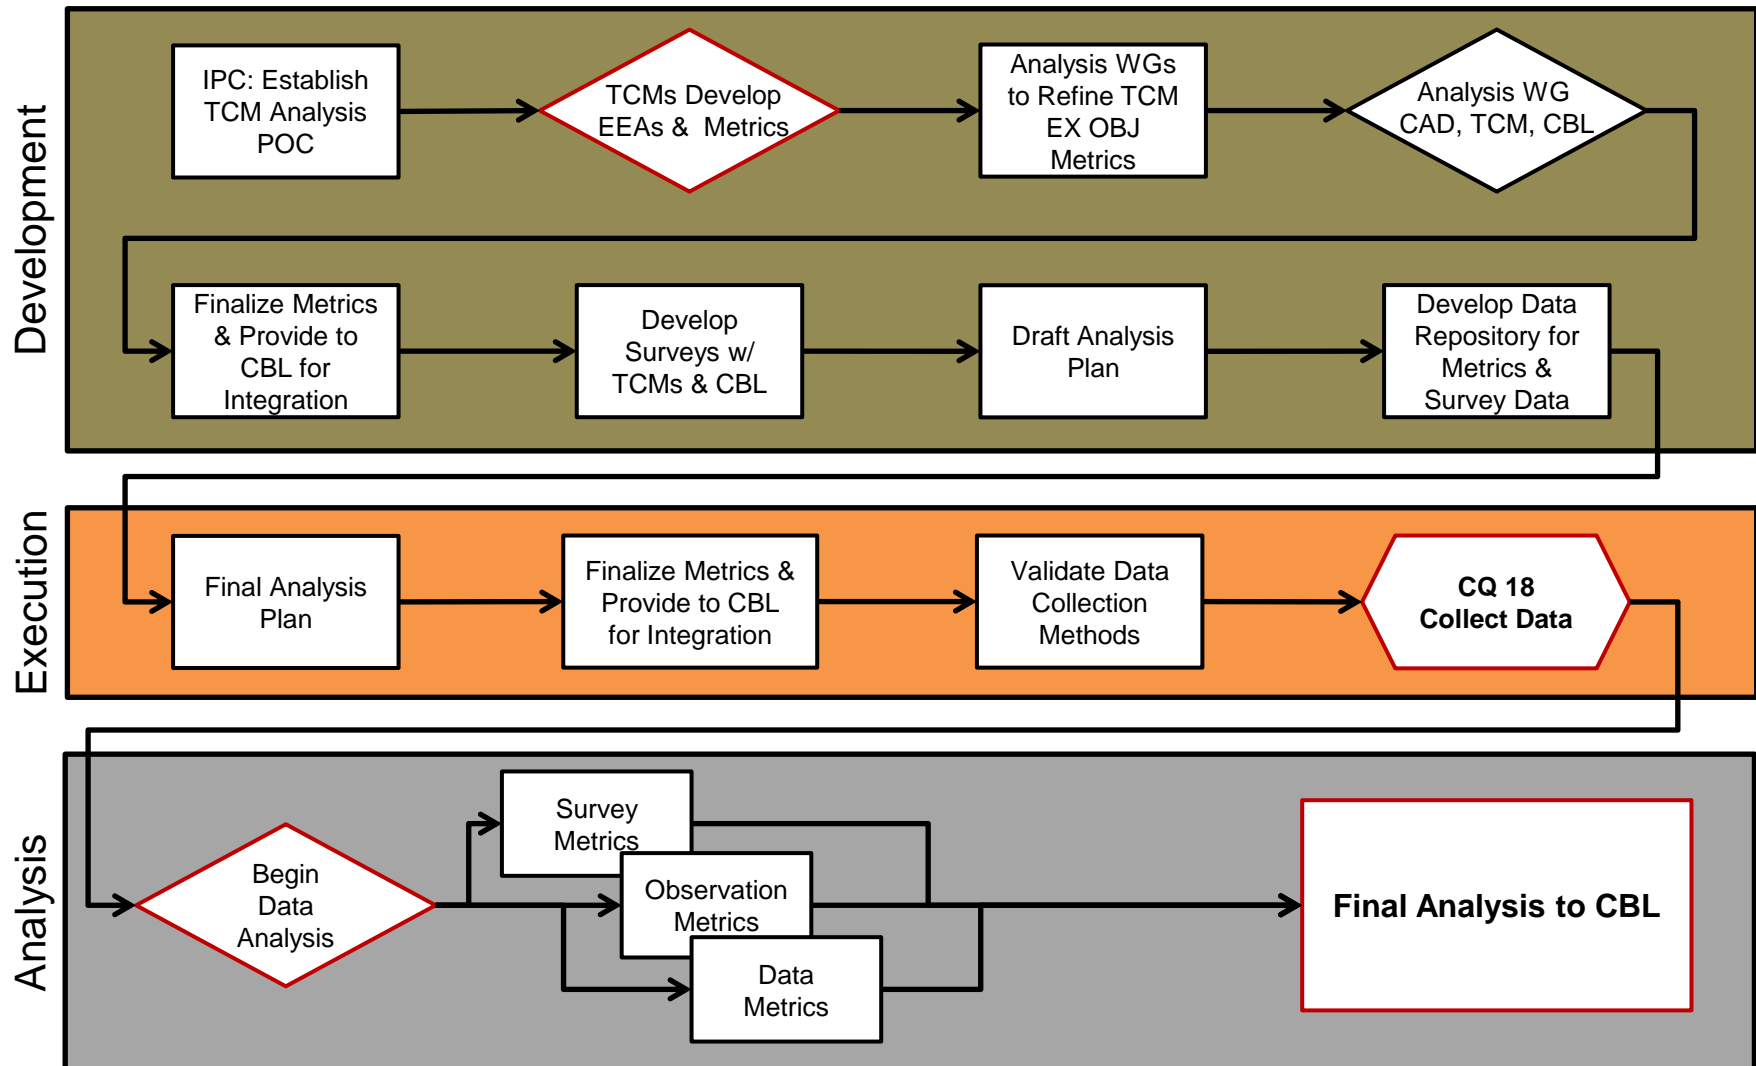 Development
IPC: Establish
TCM Analysis
POC
TCMs Develop
EEAs & Metrics
Analysis WGs
to Refine TCM
EX OBJ
Metrics
Analysis WG
CAD, TCM, CBL
Finalize Metrics
& Provide to
CBL for
Integration
Develop
Surveys w/
TCMs & CBL
Draft Analysis
Plan
Develop Data
Repository for
Metrics &
Survey Data
Execution
Final Analysis
Plan
Finalize Metrics &
Provide to CBL
for Integration
Validate Data
Collection
Methods
CQ 18
Collect Data
Analysis
Begin
Data
Analysis
Survey
Metrics
Observation
Metrics
Data
Metrics
Final Analysis to CBL